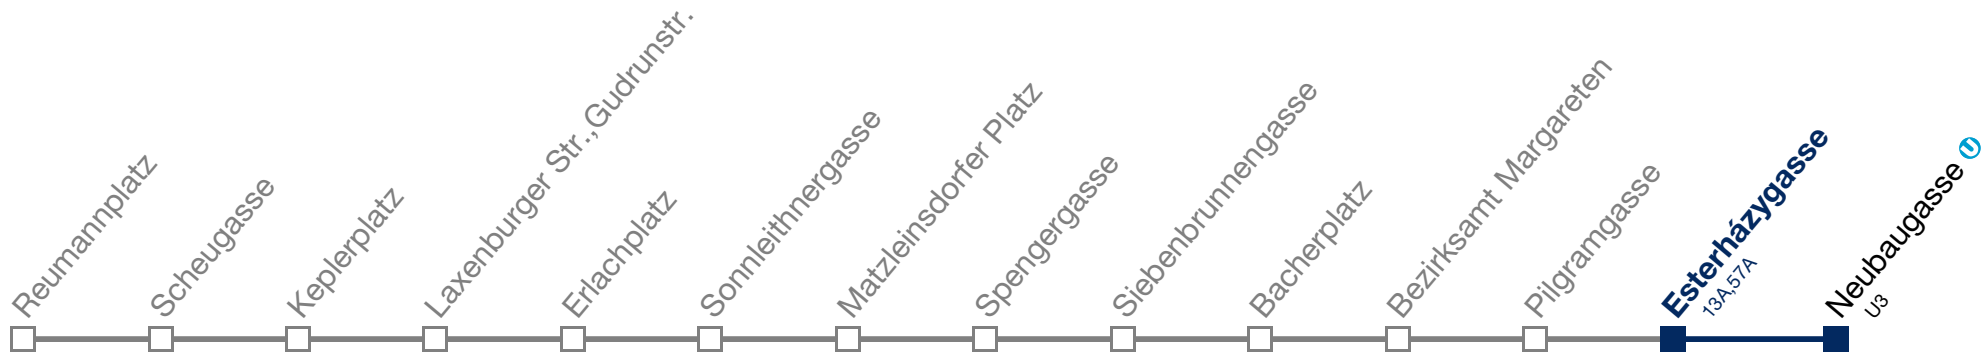 Reumannplatz
Scheugasse
Keplerplatz
Laxenburger Str.,Gudrunstr.
Erlachplatz
Sonnleithnergasse
Matzleinsdorfer Platz
Spengergasse
Siebenbrunnengasse
Bacherplatz
Bezirksamt Margareten
Pilgramgasse
Esterházygasse
13A,57A
Neubaugasse U
U3